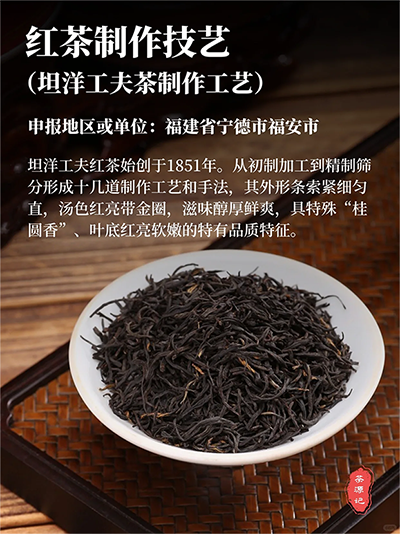 红茶制作技艺
（坦洋工夫茶制作工艺）
申报地区或单位：福建省宁德市福安市
坦洋工夫红茶始创于1851年。从初制加工到精制筛
分形成十几道制作工艺和手法，其外形条索紧细匀
直，汤色红亮带金圈，滋味醇厚鲜爽，具特殊“桂
圆香”、叶底红亮软嫩的特有品质特征。
茶源记